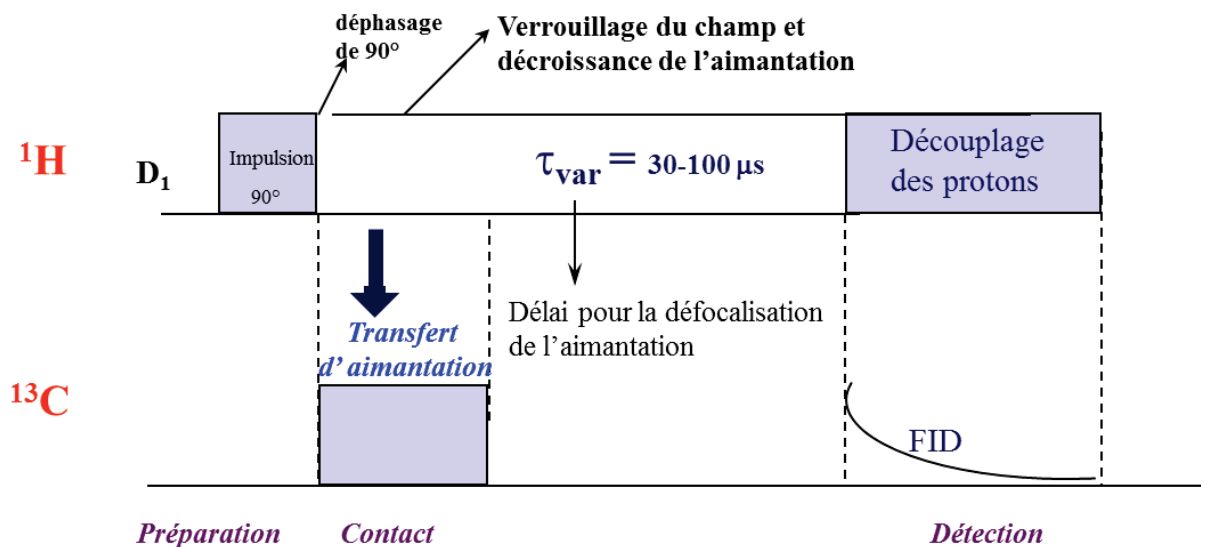 déphasage
de 90°
Verrouillage du champ et
décroissance de l’aimantation
¹H
D₁
Impulsion
90°
τvar = 30-100 μs
Découplage
des protons
Transfert
d’ aimantation
Délai pour la défocalisation
de l’aimantation
¹³C
FID
Préparation
Contact
Détection